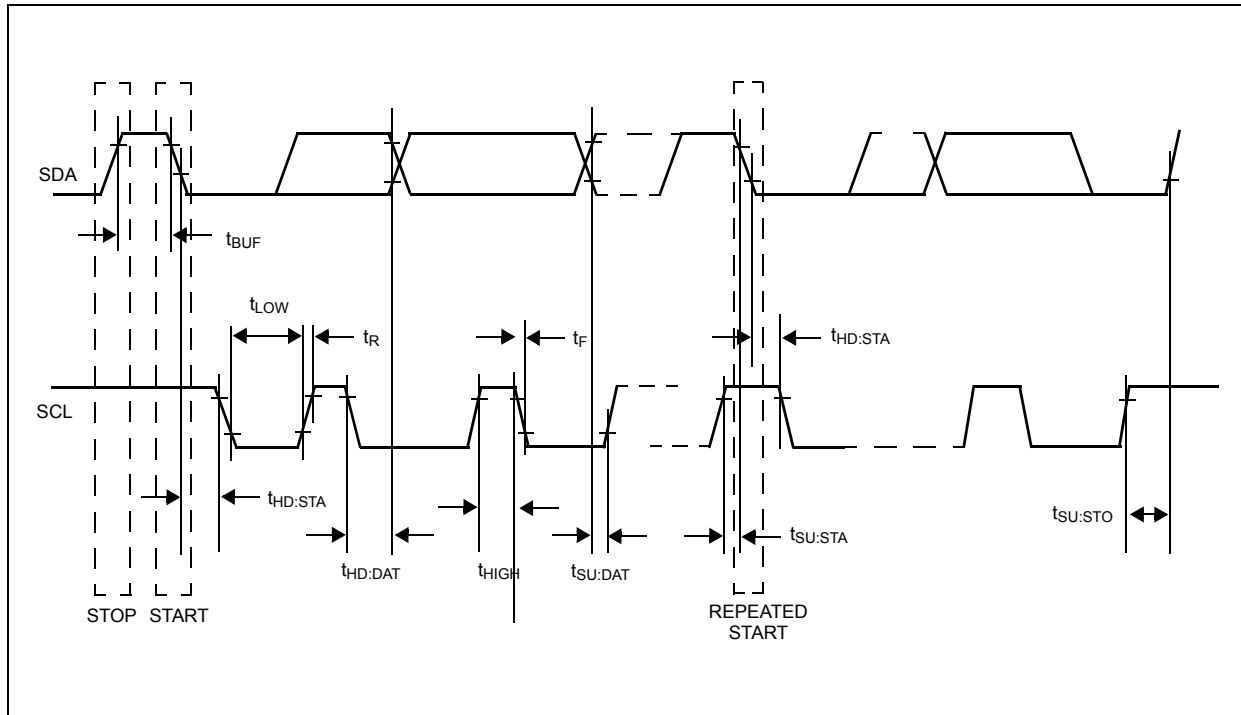 SDA
tBUF
tLOW
tR
tF
tHD:STA
SCL
tHD:STA
tSU:STO
tSU:STA
tHD:DAT
tHIGH
tSU:DAT
STOP
START
REPEATED
START